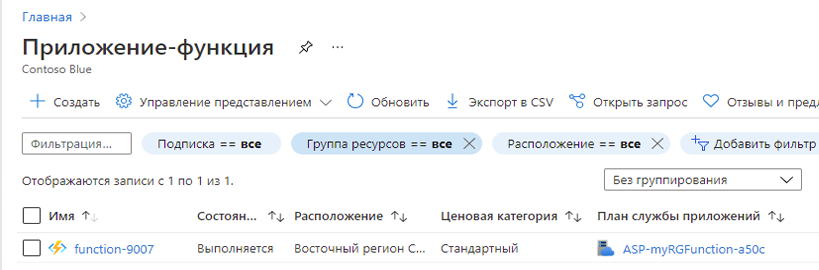 Главная
Приложение-функция
Contoso Blue
Создать Управление представлением Обновить Экспорт в CSV Открыть запрос Отзывы и пред
Фильтрация... Подписка == все Группа ресурсов == все Расположение == все Добавить фильтр
Отображаются записи с 1 по 1 из 1.
Без группирования
Имя Состоян... Расположение Ценовая категория План службы приложений
function-9007 Выполняется Восточный регион С... Стандартный ASP-myRGFunction-a50c